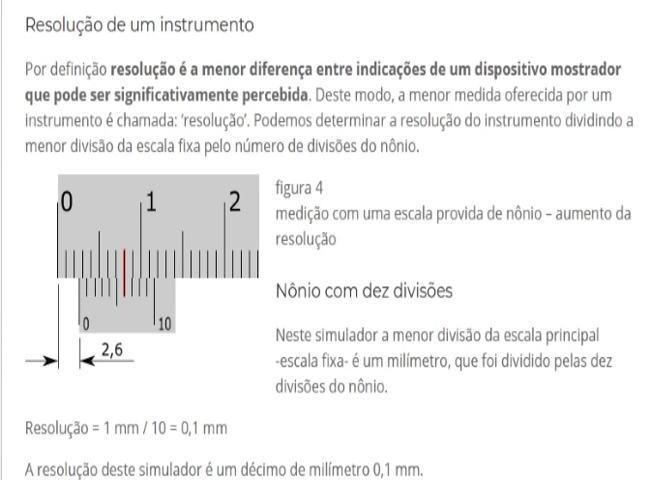 Resolução de um instrumento
Por definição resolução é a menor diferença entre indicações de um dispositivo mostrador
que pode ser significativamente percebida. Deste modo, a menor medida oferecida por um
instrumento é chamada: 'resolução'. Podemos determinar a resolução do instrumento dividindo a
menor divisão da escala fixa pelo número de divisões do nônio.
0 1 2
0 10
2,6
figura 4
medição com uma escala provida de nônio – aumento da
resolução
Nônio com dez divisões
Neste simulador a menor divisão da escala principal
-escala fixa- é um milímetro, que foi dividido pelas dez
divisões do nônio.
Resolução = 1 mm / 10 = 0,1 mm
A resolução deste simulador é um décimo de milímetro 0,1 mm.